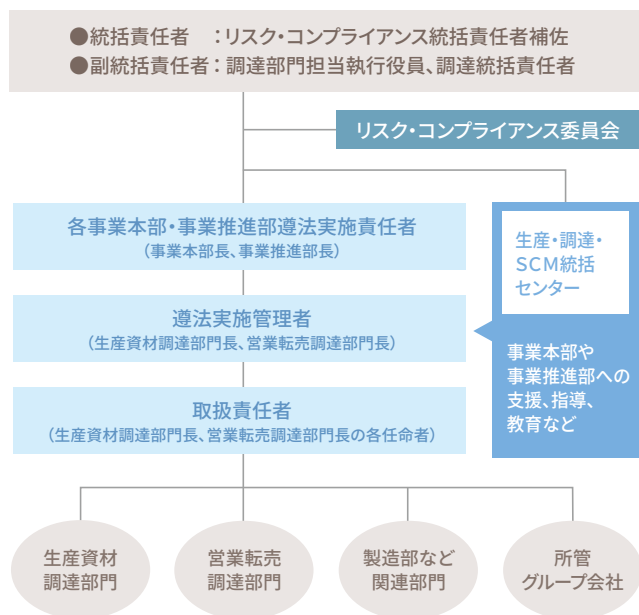 ●統括責任者　：リスク・コンプライアンス統括責任者補佐
●副統括責任者：調達部門担当執行役員、調達統括責任者
リスク・コンプライアンス委員会
各事業本部・事業推進部遵法実施責任者
（事業本部長、事業推進部長）
遵法実施管理者
（生産資材調達部門長、営業転売調達部門長）
取扱責任者
（生産資材調達部門長、営業転売調達部門長の各任命者）
生産・調達・
SCM統括
センター
事業本部や
事業推進部への
支援、指導、
教育など
生産資材
調達部門
営業転売
調達部門
製造部など
関連部門
所管
グループ会社